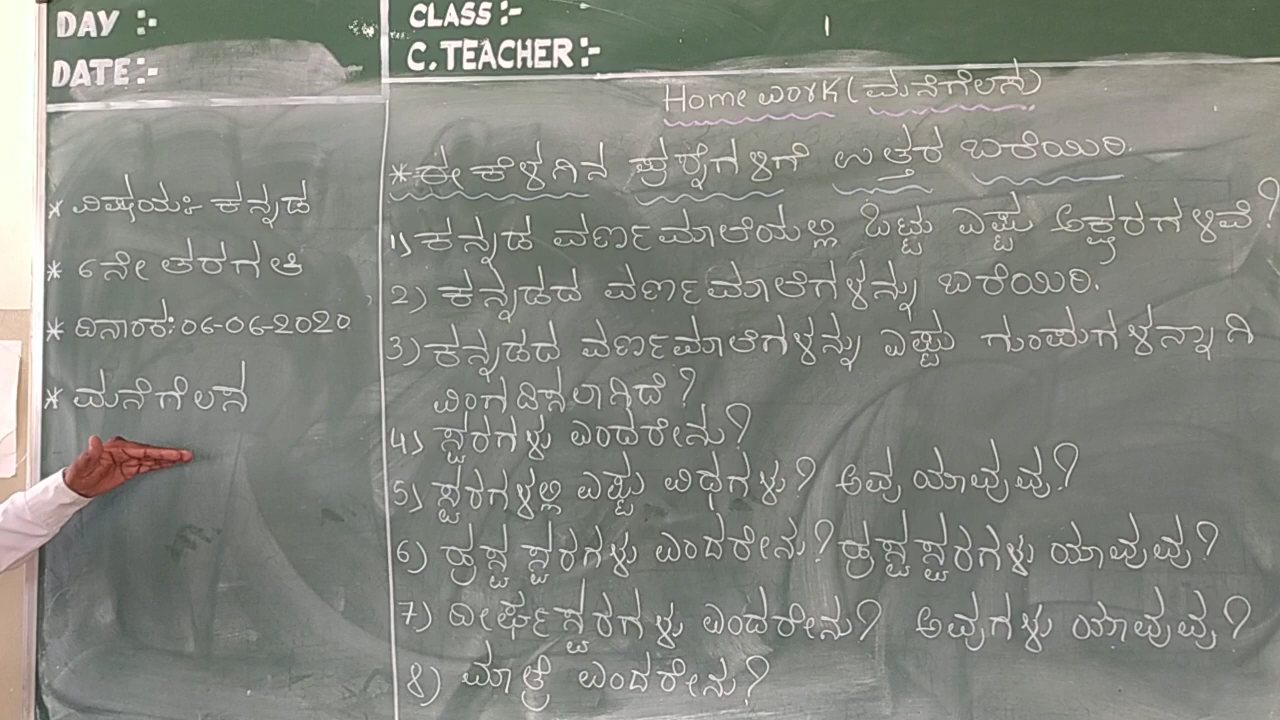 DAY :-
DATE:-
CLASS:-
C.TEACHER:-
* ವಿಷಯ:- ಕನ್ನಡ
* 6ನೇ ತರಗತಿ
* ದಿನಾಂಕ: 06-06-2020
* ಮನೆಗೆಲಸ
Home work (ಮನೆಗೆಲಸ)
* ಈ ಕೆಳಗಿನ ಪ್ರಶ್ನೆಗಳಿಗೆ ಉತ್ತರ ಬರೆಯಿರಿ.
1) ಕನ್ನಡ ವರ್ಣಮಾಲೆಯಲ್ಲಿ ಒಟ್ಟು ಎಷ್ಟು ಅಕ್ಷರಗಳಿವೆ?
2) ಕನ್ನಡದ ವರ್ಣಮಾಲೆಗಳನ್ನು ಬರೆಯಿರಿ.
3) ಕನ್ನಡದ ವರ್ಣಮಾಲೆಗಳನ್ನು ಎಷ್ಟು ಗುಂಪುಗಳನ್ನಾಗಿ
ವಿಂಗಡಿಸಲಾಗಿದೆ?
4) ಸ್ವರಗಳು ಎಂದರೇನು?
5) ಸ್ವರಗಳಲ್ಲಿ ಎಷ್ಟು ವಿಧಗಳು? ಅವು ಯಾವುವು?
6) ಹ್ರಸ್ವ ಸ್ವರಗಳು ಎಂದರೇನು? ಹ್ರಸ್ವಸ್ವರಗಳು ಯಾವುವು?
7) ದೀರ್ಘಸ್ವರಗಳು ಎಂದರೇನು? ಅವುಗಳು ಯಾವುವು?
8) ಮಾತ್ರೆ ಎಂದರೇನು?